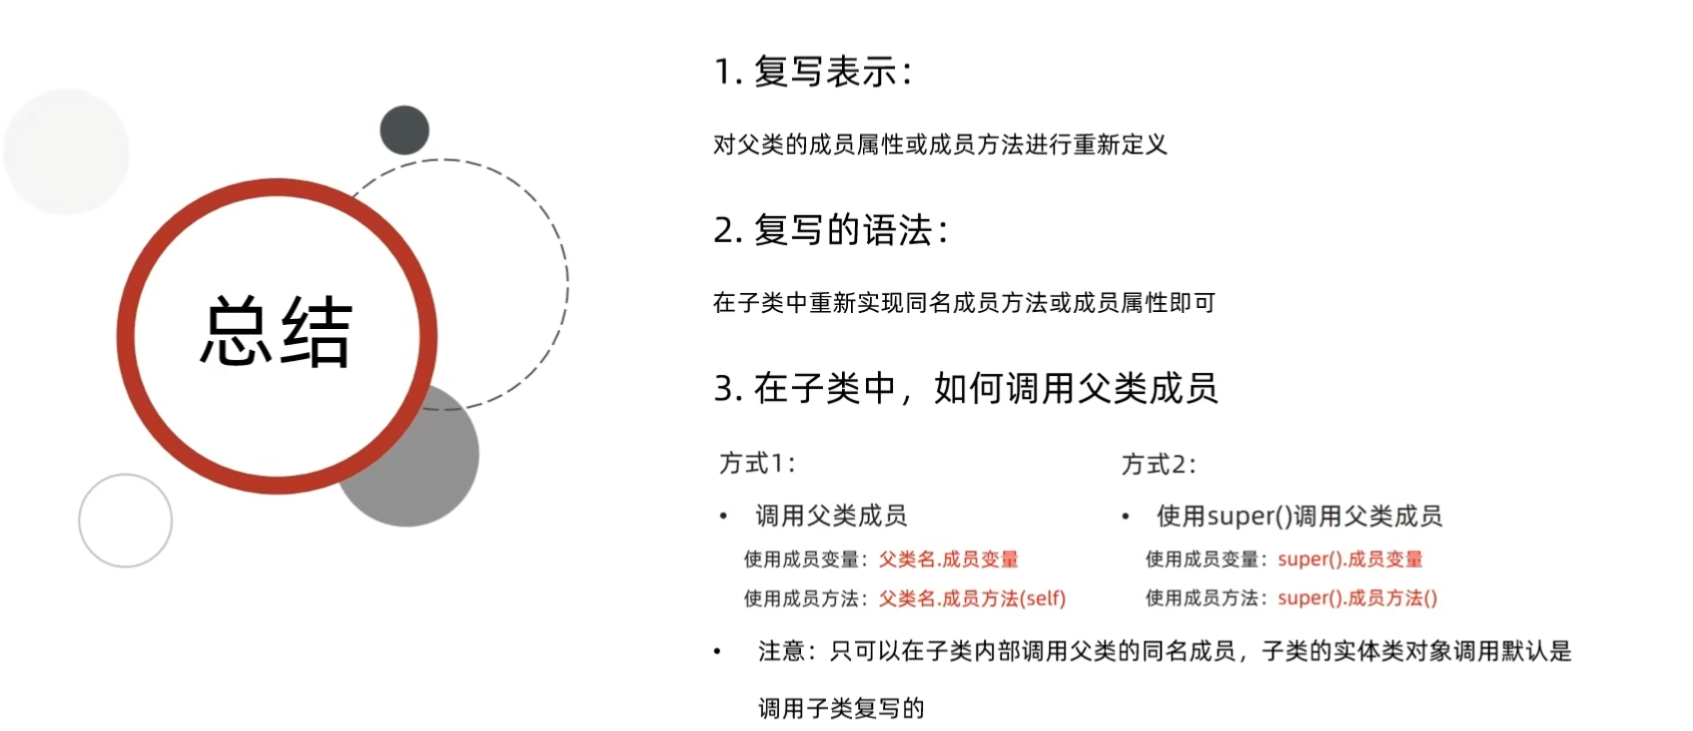 总结
1. 复写表示：
对父类的成员属性或成员方法进行重新定义
2. 复写的语法：
在子类中重新实现同名成员方法或成员属性即可
3. 在子类中，如何调用父类成员
方式1：
• 调用父类成员
使用成员变量：父类名.成员变量
使用成员方法：父类名.成员方法(self)
方式2：
• 使用super()调用父类成员
使用成员变量：super().成员变量
使用成员方法：super().成员方法()
• 注意：只可以在子类内部调用父类的同名成员，子类的实体类对象调用默认是
调用子类复写的